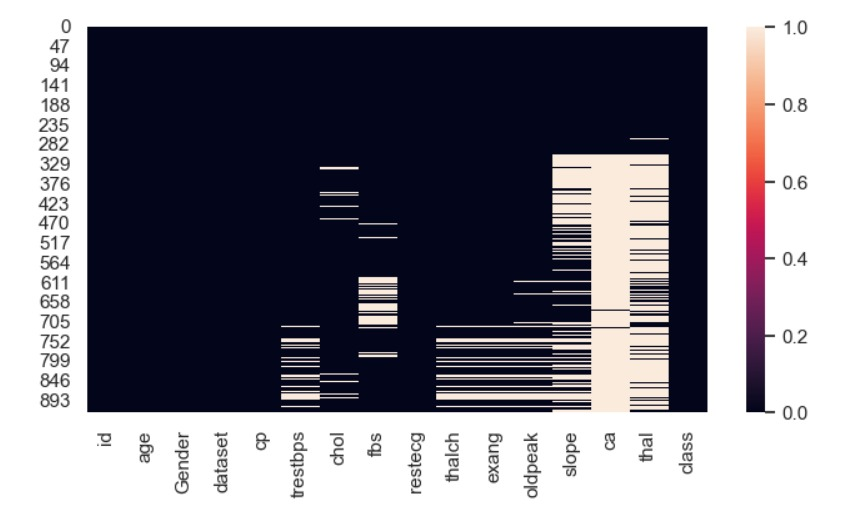 0
47
94
141
188
235
282
329
376
423
470
517
564
611
658
705
752
799
846
893
1.0
0.8
0.6
0.4
0.2
0.0
id
age
Gender
dataset
cp
trestbps
chol
fbs
restecg
thalch
exang
oldpeak
slope
ca
thal
class